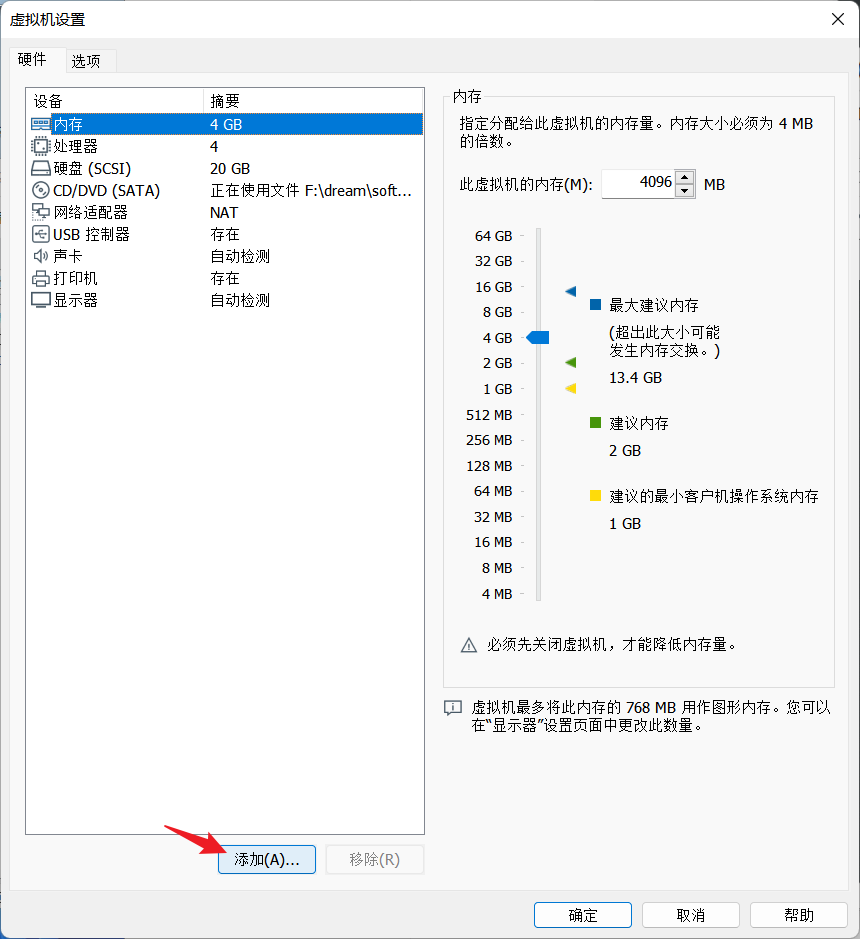 虚拟机设置
硬件
选项
设备 摘要
内存 4 GB
处理器 4
硬盘 (SCSI) 20 GB
CD/DVD (SATA) 正在使用文件 F:\dream\soft...
网络适配器 NAT
USB 控制器 存在
声卡 自动检测
打印机 存在
显示器 自动检测
添加(A)...
移除(R)
内存
指定分配给此虚拟机的内存量。内存大小必须为 4 MB
的倍数。
此虚拟机的内存(M): 4096 MB
64 GB
32 GB
16 GB
8 GB
4 GB
2 GB
1 GB
512 MB
256 MB
128 MB
64 MB
32 MB
16 MB
8 MB
4 MB
最大建议内存
(超出此大小可能
发生内存交换。)
13.4 GB
建议内存
2 GB
建议的最小客户机操作系统内存
1 GB
必须先关闭虚拟机，才能降低内存量。
虚拟机最多将此内存的 768 MB 用作图形内存。您可以
在“显示器”设置页面中更改此数量。
确定
取消
帮助